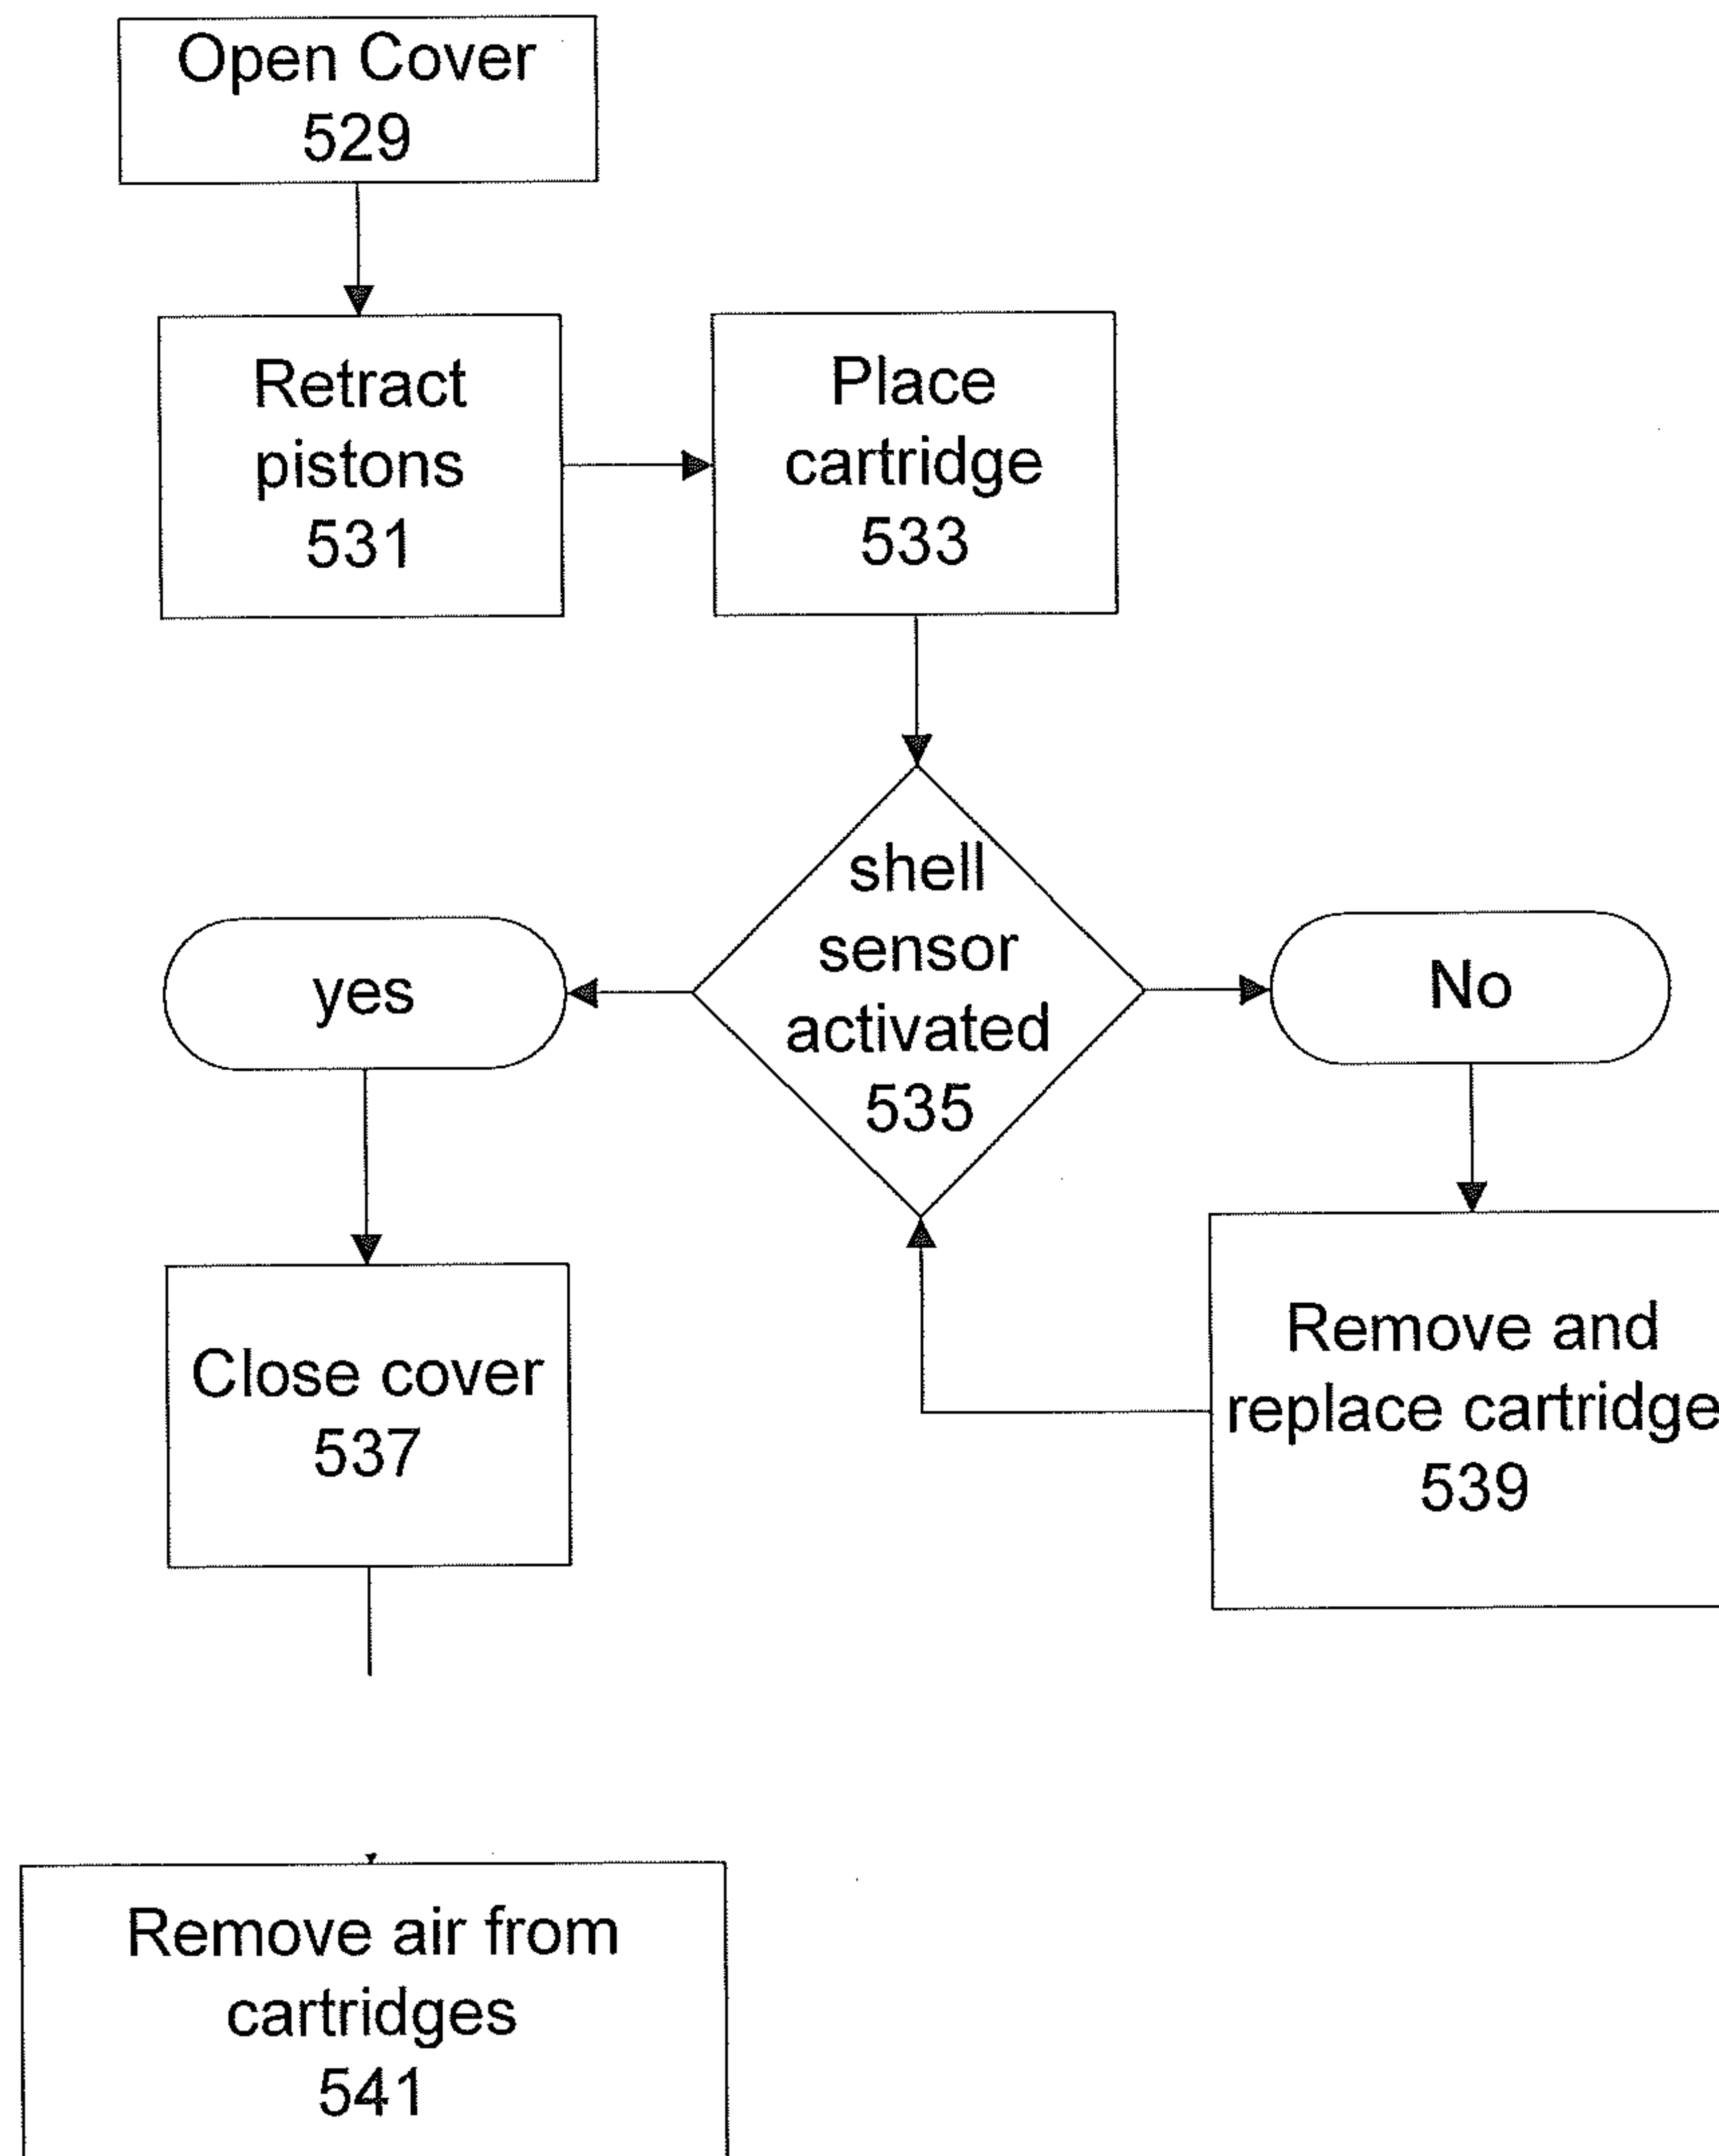 Open Cover
529
Retract
pistons
531
Place
cartridge
533
shell
sensor
activated
535
yes
No
Close cover
537
Remove and
replace cartridge
539
Remove air from
cartridges
541